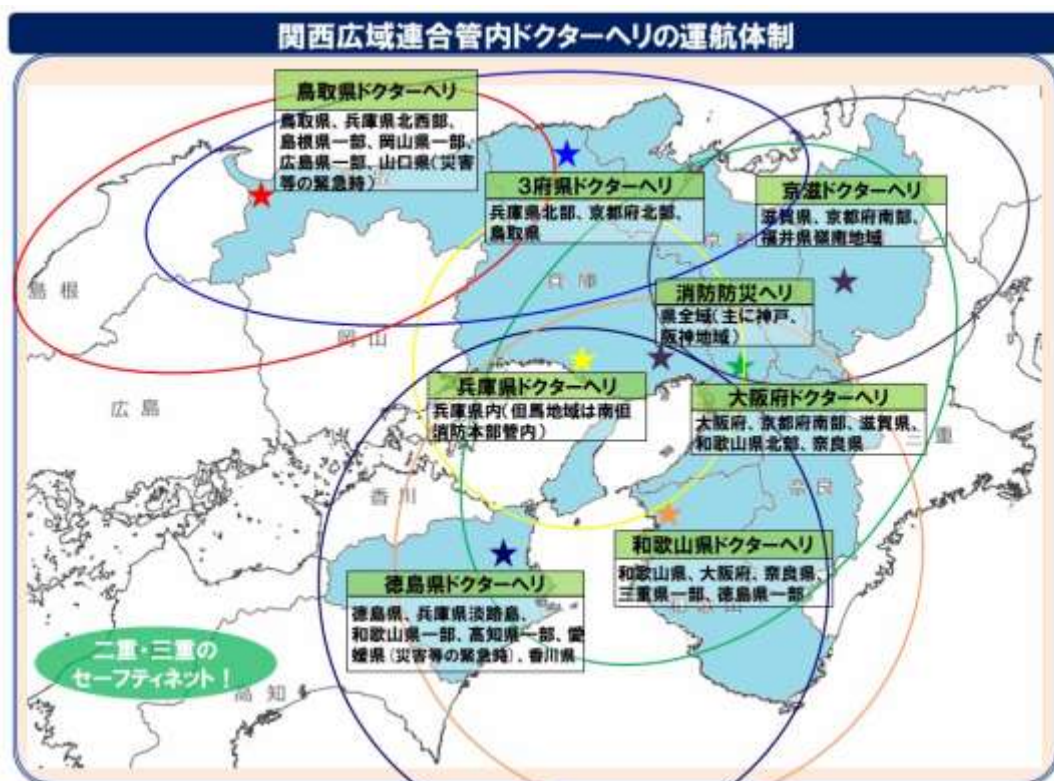 関西広域連合管内ドクターヘリの運航体制
鳥取県ドクターヘリ
鳥取県、兵庫県北西部、
島根県一部、岡山県一部、
広島県一部、山口県(災害
等の緊急時)
3府県ドクターヘリ
兵庫県北部、京都府北部、
鳥取県
京滋ドクターヘリ
滋賀県、京都府南部、
福井県嶺南地域
島根
兵庫
消防防災ヘリ
県全域(主に神戸、
阪神地域)
岡山
広島
兵庫県ドクターヘリ
兵庫県内(但馬地域は南但
消防本部管内)
大阪府ドクターヘリ
大阪府、京都府南部、滋賀県、
和歌山県北部、奈良県
三重
香川
奈良
和歌山県ドクターヘリ
和歌山県、大阪府、奈良県、
三重県一部、徳島県一部
徳島県ドクターヘリ
徳島県、兵庫県淡路島、
和歌山県一部、高知県一部、愛
媛県(災害等の緊急時)、香川県
二重・三重の
セーフティネット!
高知